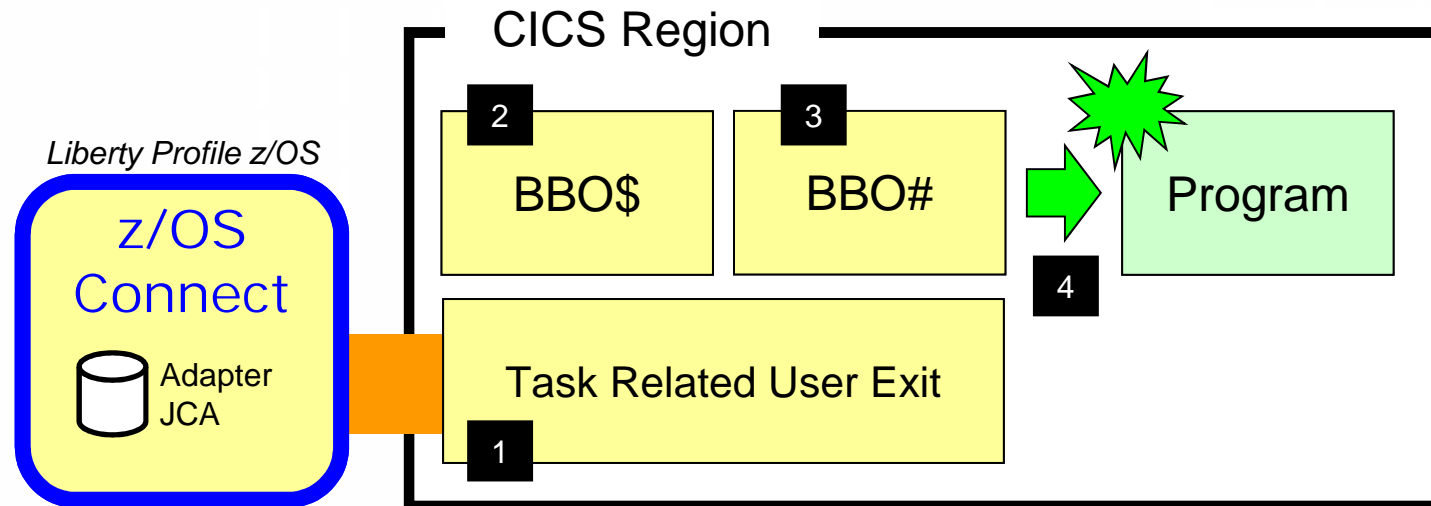 CICS Region
2
3
BBO$
BBO#
Program
4
Liberty Profile z/OS
z/OS
Connect
Adapter
JCA
Task Related User Exit
1